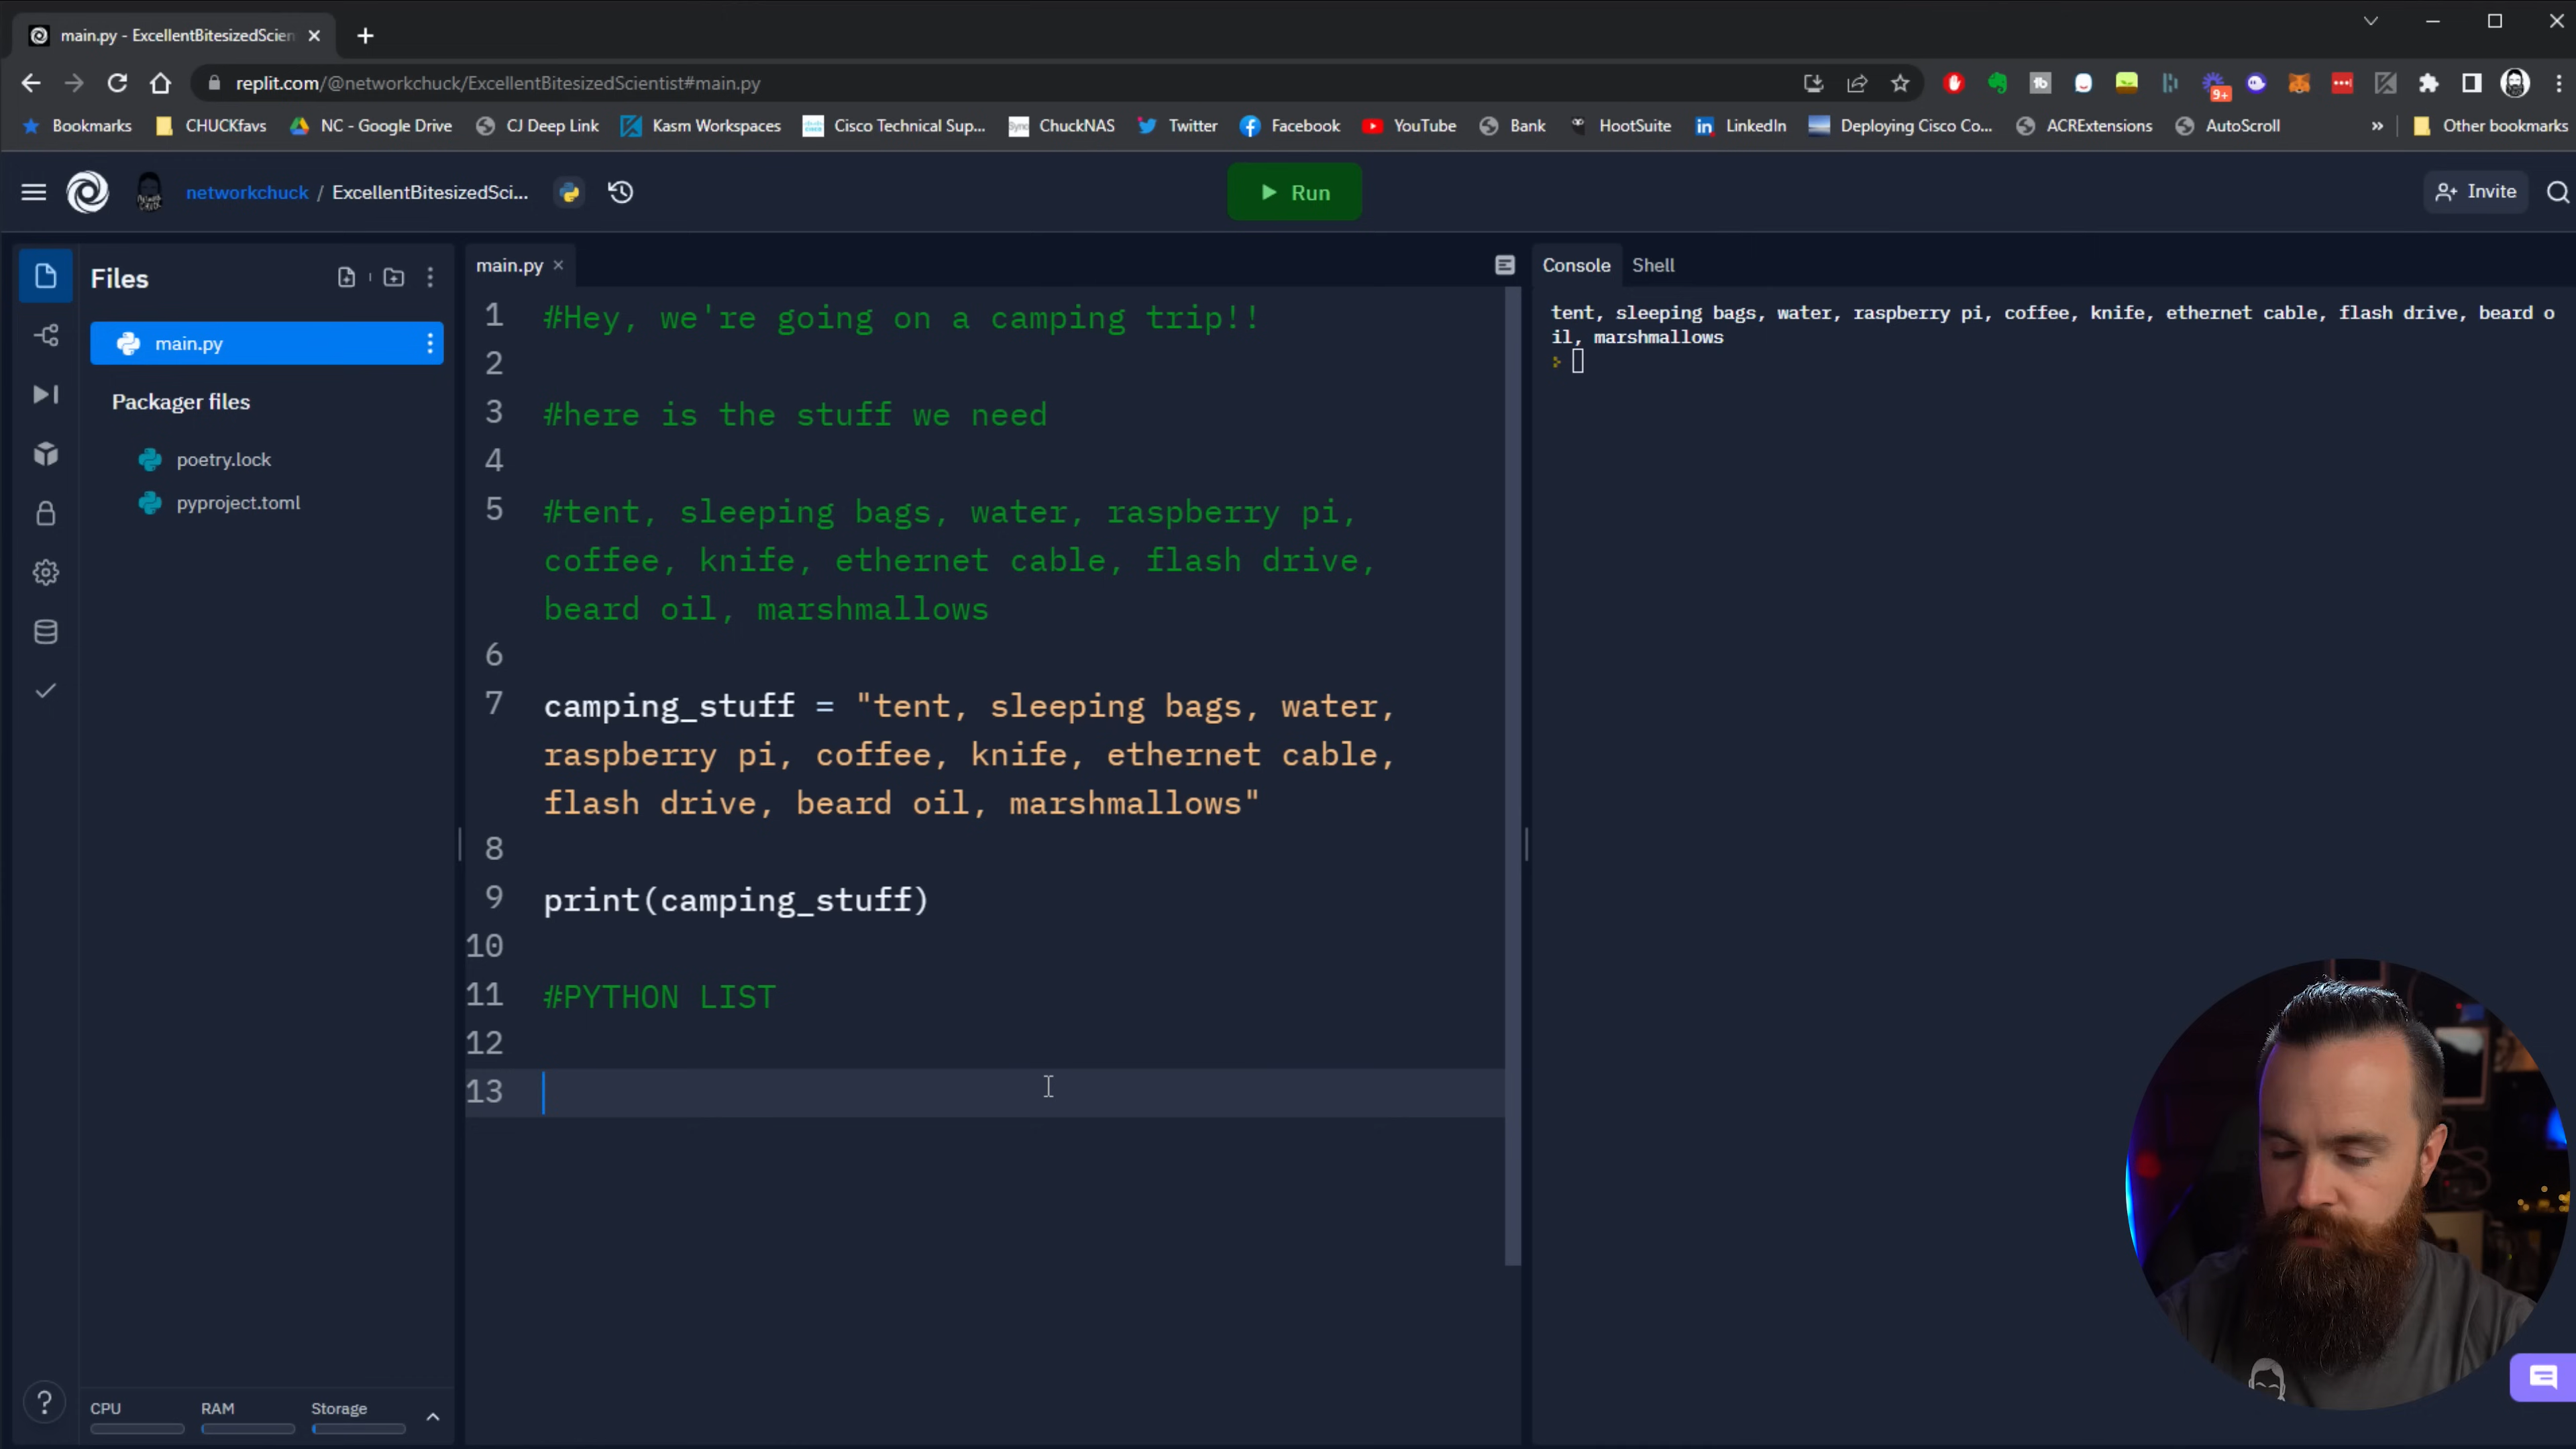 main.py - ExcellentBitesizedScien
replit.com/@networkchuck/ExcellentBitesizedScientist#main.py
9+
Bookmarks CHUCKfavs NC - Google Drive CJ Deep Link Kasm Workspaces Cisco Technical Sup... ChuckNAS Twitter Facebook YouTube Bank HootSuite LinkedIn Deploying Cisco Co... ACRExtensions AutoScroll » Other bookmarks
networkchuck / ExcellentBitesizedSci... Run Invite
Files
main.py
Packager files
poetry.lock
pyproject.toml
CPU RAM Storage
main.py
1 #Hey, we're going on a camping trip!!
2
3 #here is the stuff we need
4
5 #tent, sleeping bags, water, raspberry pi,
coffee, knife, ethernet cable, flash drive,
beard oil, marshmallows
6
7 camping_stuff = "tent, sleeping bags, water,
raspberry pi, coffee, knife, ethernet cable,
flash drive, beard oil, marshmallows"
8
9 print(camping_stuff)
10
11 #PYTHON LIST
12
13
Console Shell
tent, sleeping bags, water, raspberry pi, coffee, knife, ethernet cable, flash drive, beard o
il, marshmallows